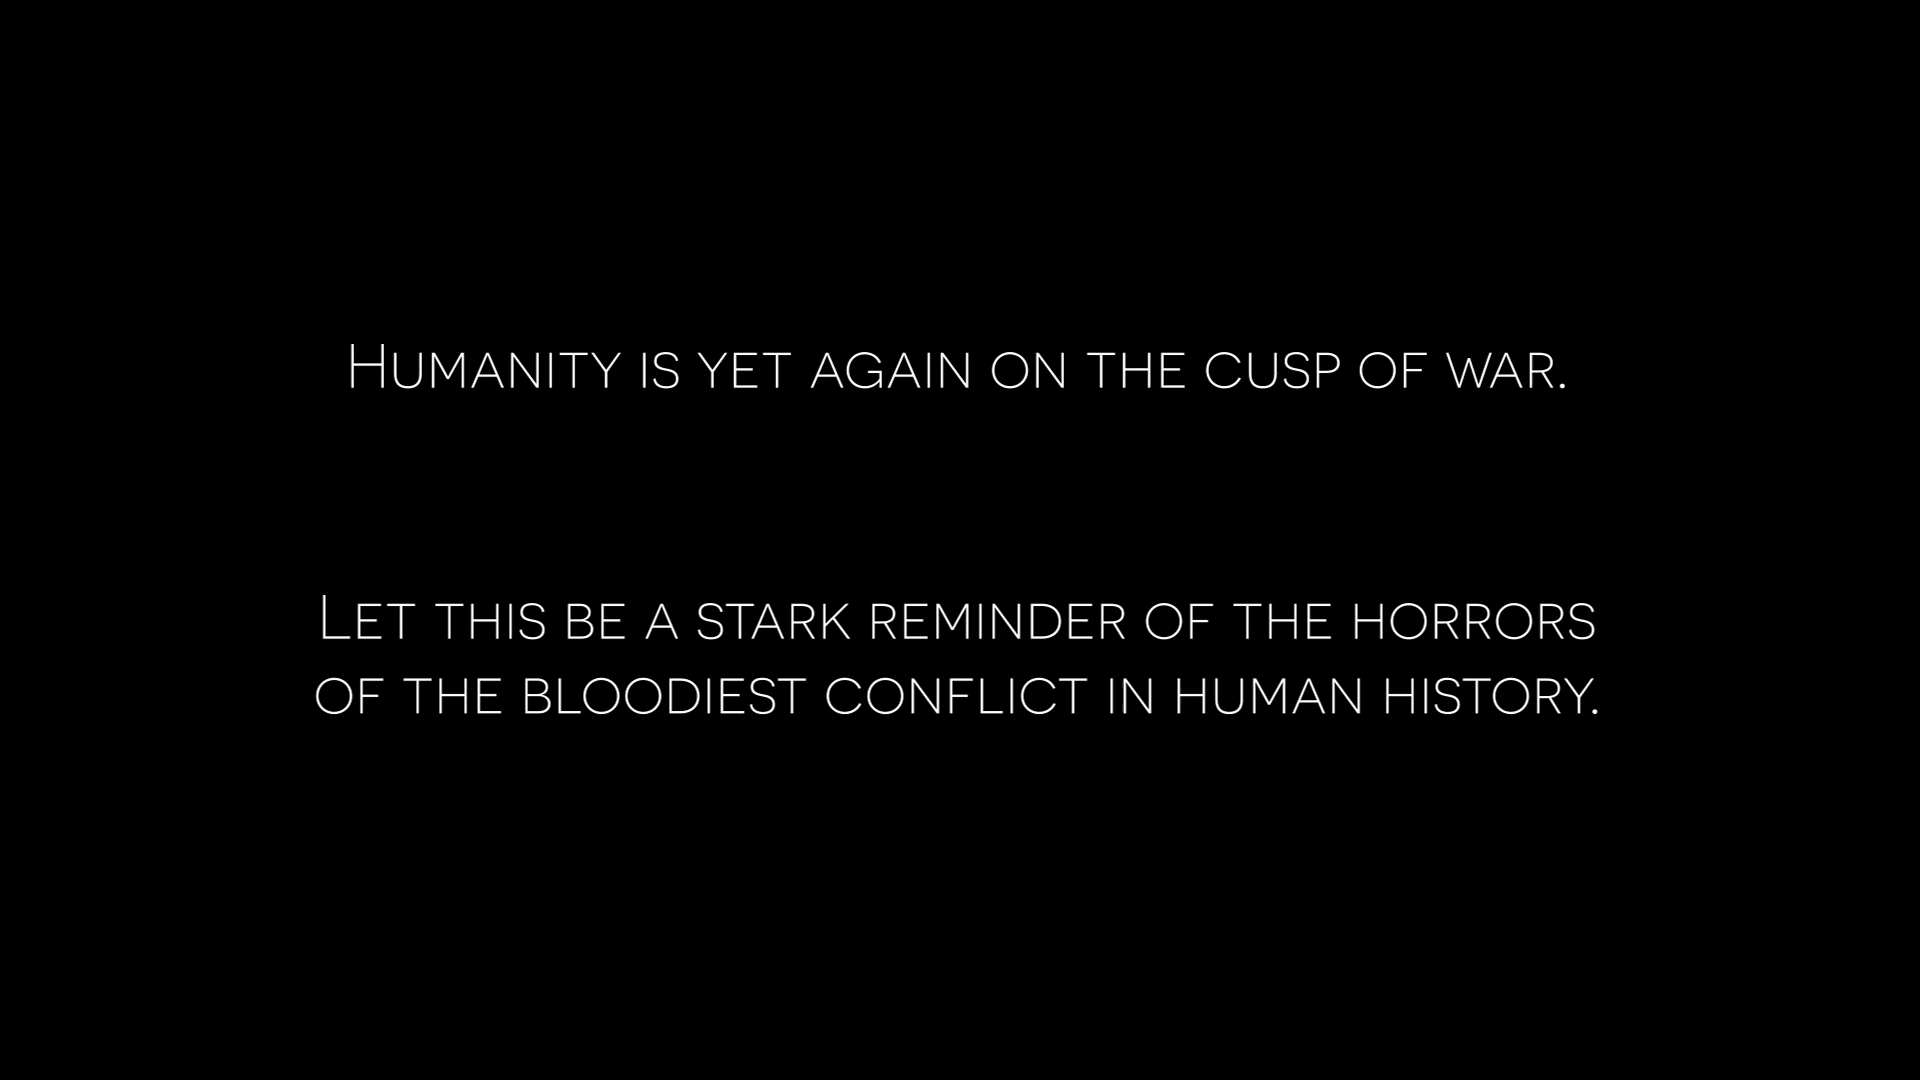 Humanity is yet again on the cusp of war.
Let this be a stark reminder of the horrors
of the bloodiest conflict in human history.